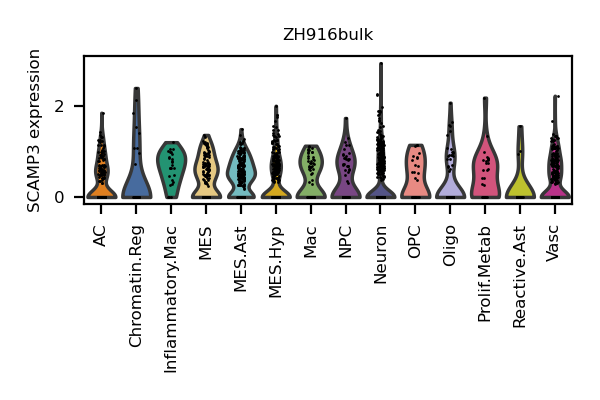 ZH916bulk
SCAMP3 expression
2
0
AC
Chromatin.Reg
Inflammatory.Mac
MES
MES.Ast
MES.Hyp
Mac
NPC
Neuron
OPC
Oligo
Prolif.Metab
Reactive.Ast
Vasc